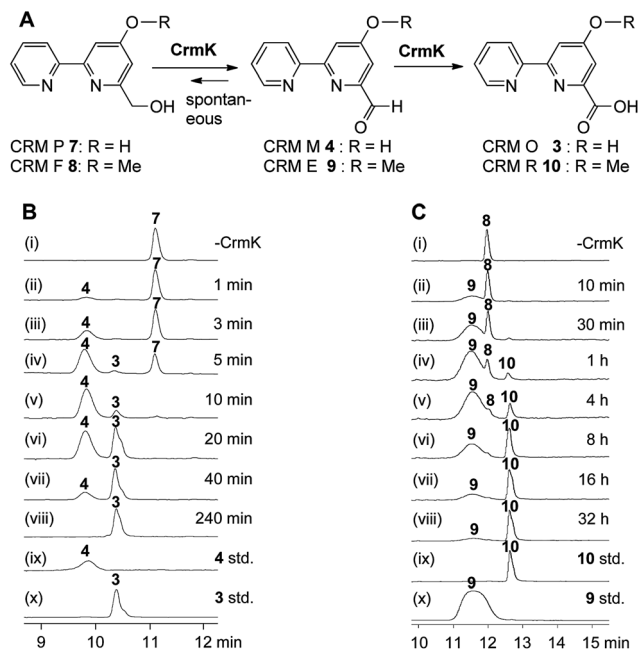 A
O—R
O—R
O—R
CrmK
CrmK
N
N
N
N
N
N
OH
spontan-
eous
H
O
OH
O
CRM P 7: R = H
CRM F 8: R = Me
CRM M 4 : R = H
CRM E 9 : R = Me
CRM O 3 : R = H
CRM R 10 : R = Me
B
(i) 7 -CrmK
(ii) 4 7 1 min
(iii) 4 7 3 min
(iv) 4 3 7 5 min
(v) 4 3 10 min
(vi) 4 3 20 min
(vii) 4 3 40 min
(viii) 3 240 min
(ix) 4 4 std.
(x) 3 3 std.
9 10 11 12 min
C
(i) 8 -CrmK
(ii) 9 8 10 min
(iii) 9 8 30 min
(iv) 9 8 10 1 h
(v) 9 8 10 4 h
(vi) 9 10 8 h
(vii) 9 10 16 h
(viii) 9 10 32 h
(ix) 10 10 std.
(x) 9 9 std.
10 11 12 13 14 15 min